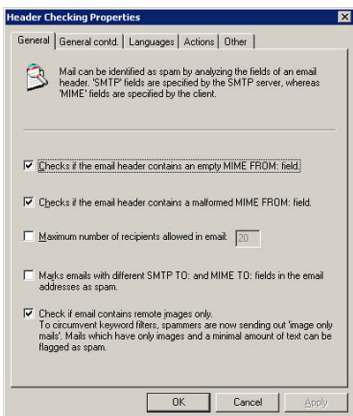 Header Checking Properties
General
General contd.
Languages
Actions
Other
Mail can be identified as spam by analyzing the fields of an email
header. 'SMTP' fields are specified by the SMTP server, whereas
'MIME' fields are specified by the client.
Checks if the email header contains an empty MIME FROM: field.
Checks if the email header contains a malformed MIME FROM: field.
Maximum number of recipients allowed in email: 20
Marks emails with different SMTP TO: and MIME TO: fields in the email
addresses as spam.
Check if email contains remote images only.
To circumvent keyword filters, spammers are now sending out 'image only
mails'. Mails which have only images and a minimal amount of text can be
flagged as spam.
OK
Cancel
Apply